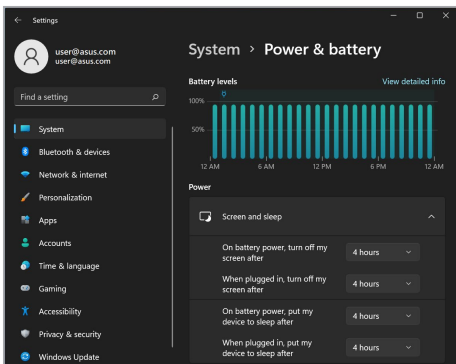 Settings
user@asus.com
user@asus.com
Find a setting
System
Bluetooth & devices
Network & internet
Personalization
Apps
Accounts
Time & language
Gaming
Accessibility
Privacy & security
Windows Update
System > Power & battery
Battery levels
View detailed info
100%
50%
12 AM 6 AM 12 PM 6 PM 12 AM
Power
Screen and sleep
On battery power, turn off my
screen after
4 hours
When plugged in, turn off my
screen after
4 hours
On battery power, put my
device to sleep after
4 hours
When plugged in, put my
device to sleep after
4 hours